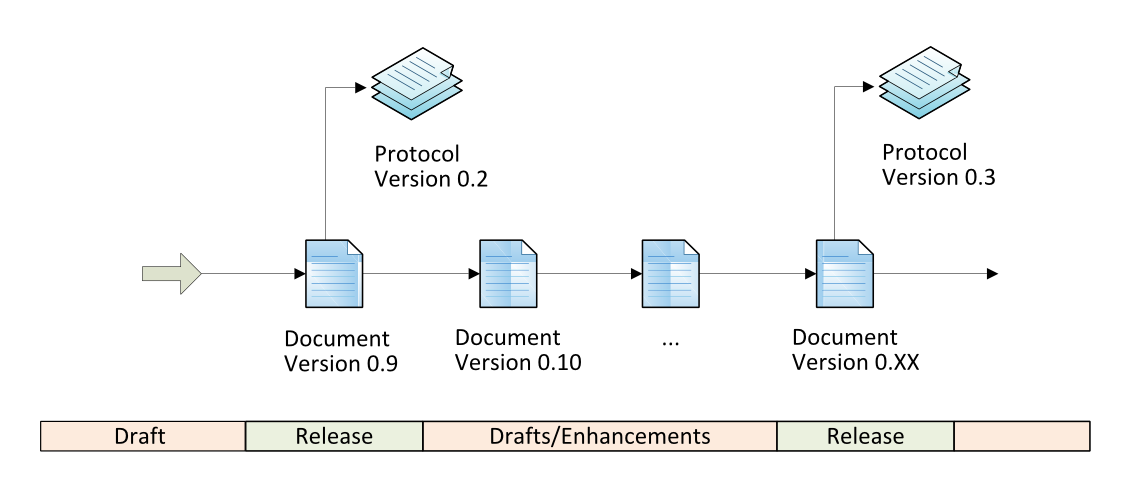 Protocol
Version 0.2
Protocol
Version 0.3
Document
Version 0.9
Document
Version 0.10
...
Document
Version 0.XX
Draft
Release
Drafts/Enhancements
Release